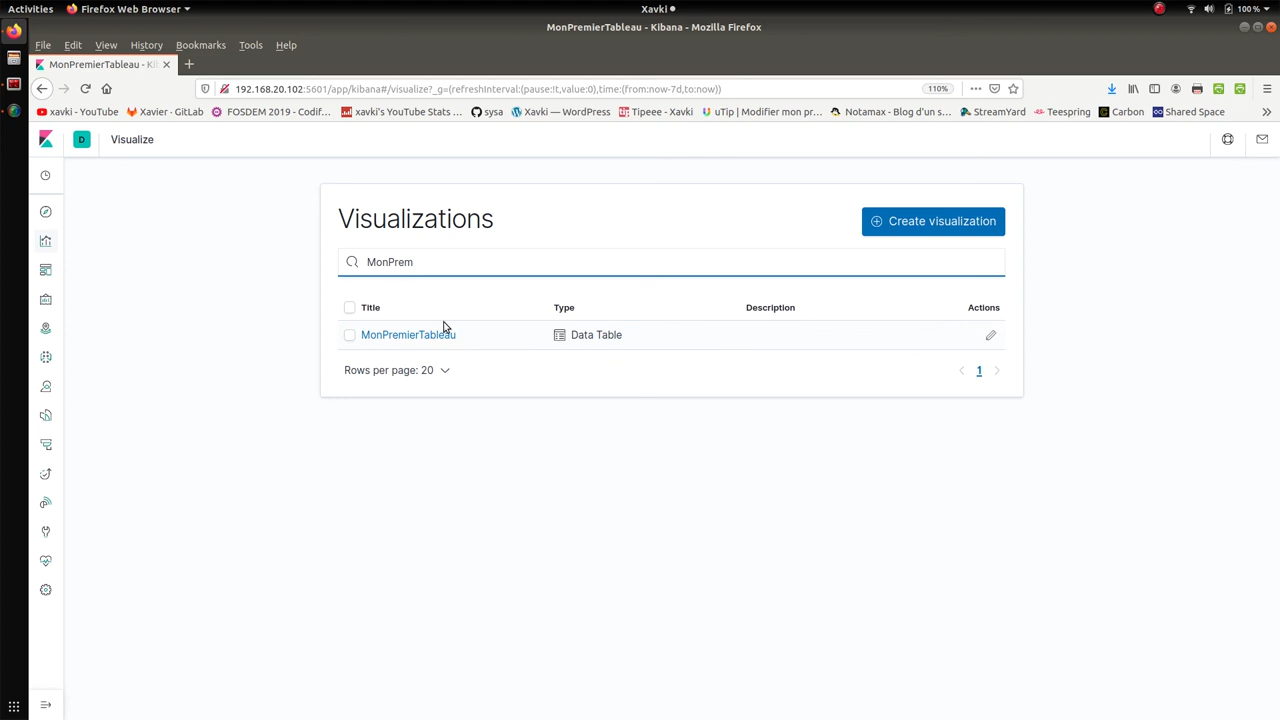 Activities
Firefox Web Browser
Xavki
100 %
MonPremierTableau - Kibana - Mozilla Firefox
File Edit View History Bookmarks Tools Help
MonPremierTableau - Kib
192.168.20.102:5601/app/kibana#/visualize?_g=(refreshInterval:(pause:!t,value:0),time:(from:now-7d,to:now))
110%
xavki - YouTube
Xavier · GitLab
FOSDEM 2019 - Codif...
xavki's YouTube Stats ...
sysa
Xavki — WordPress
Tipeee - Xavki
uTip | Modifier mon pr...
Notamax - Blog d'un s...
StreamYard
Teespring
Carbon
Shared Space
D
Visualize
Visualizations
Create visualization
MonPrem
Title Type Description Actions
MonPremierTableau Data Table
Rows per page: 20
1